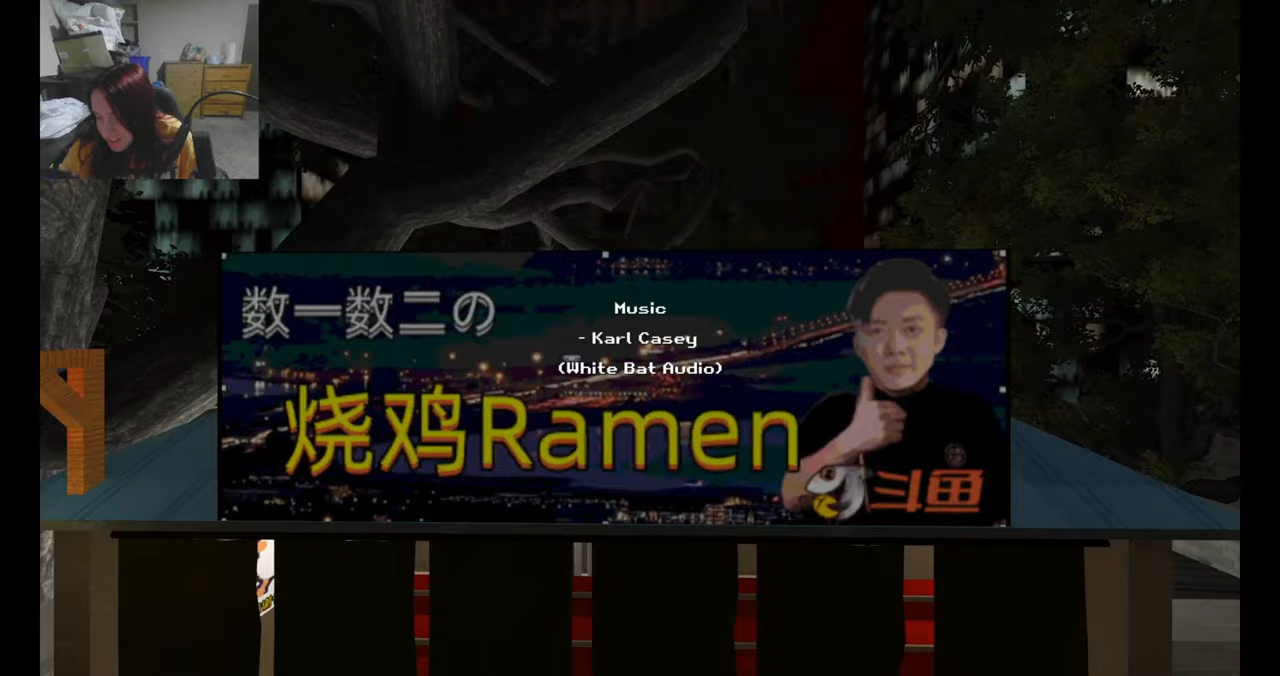 数一数二の
Music
- Karl Casey
(White Bat Audio)
烧鸡Ramen
斗鱼
Y